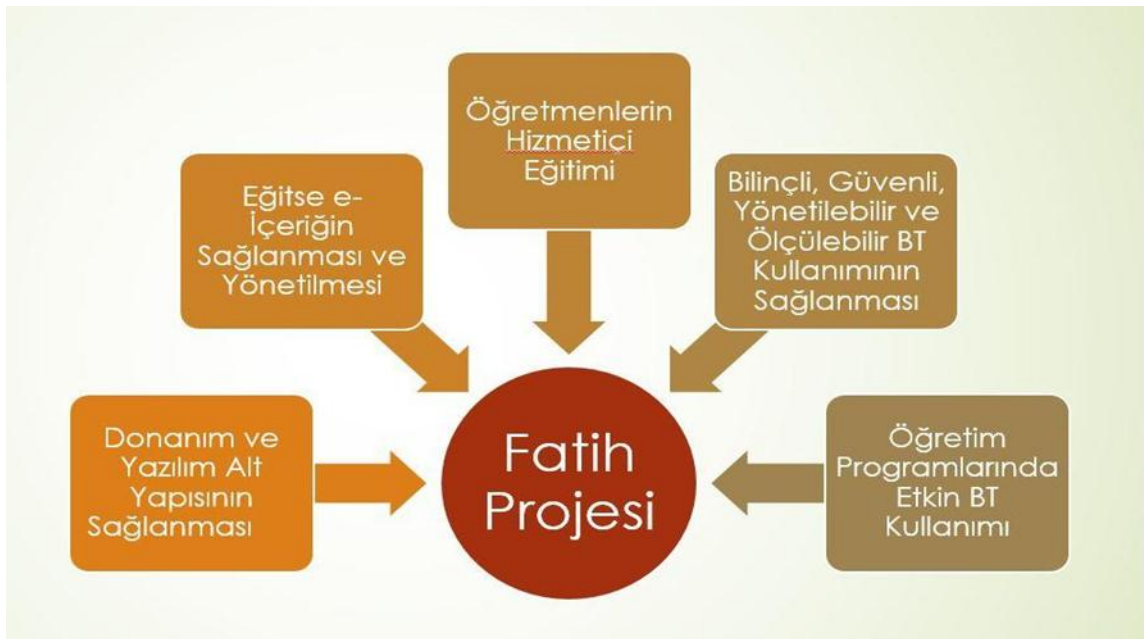 Öğretmenlerin
Hizmetiçi
Eğitimi
Eğitse e-
İçeriğin
Sağlanması ve
Yönetilmesi
Bilinçli, Güvenli,
Yönetilebilir ve
Ölçülebilir BT
Kullanımının
Sağlanması
Donanım ve
Yazılım Alt
Yapısının
Sağlanması
Fatih
Projesi
Öğretim
Programlarında
Etkin BT
Kullanımı